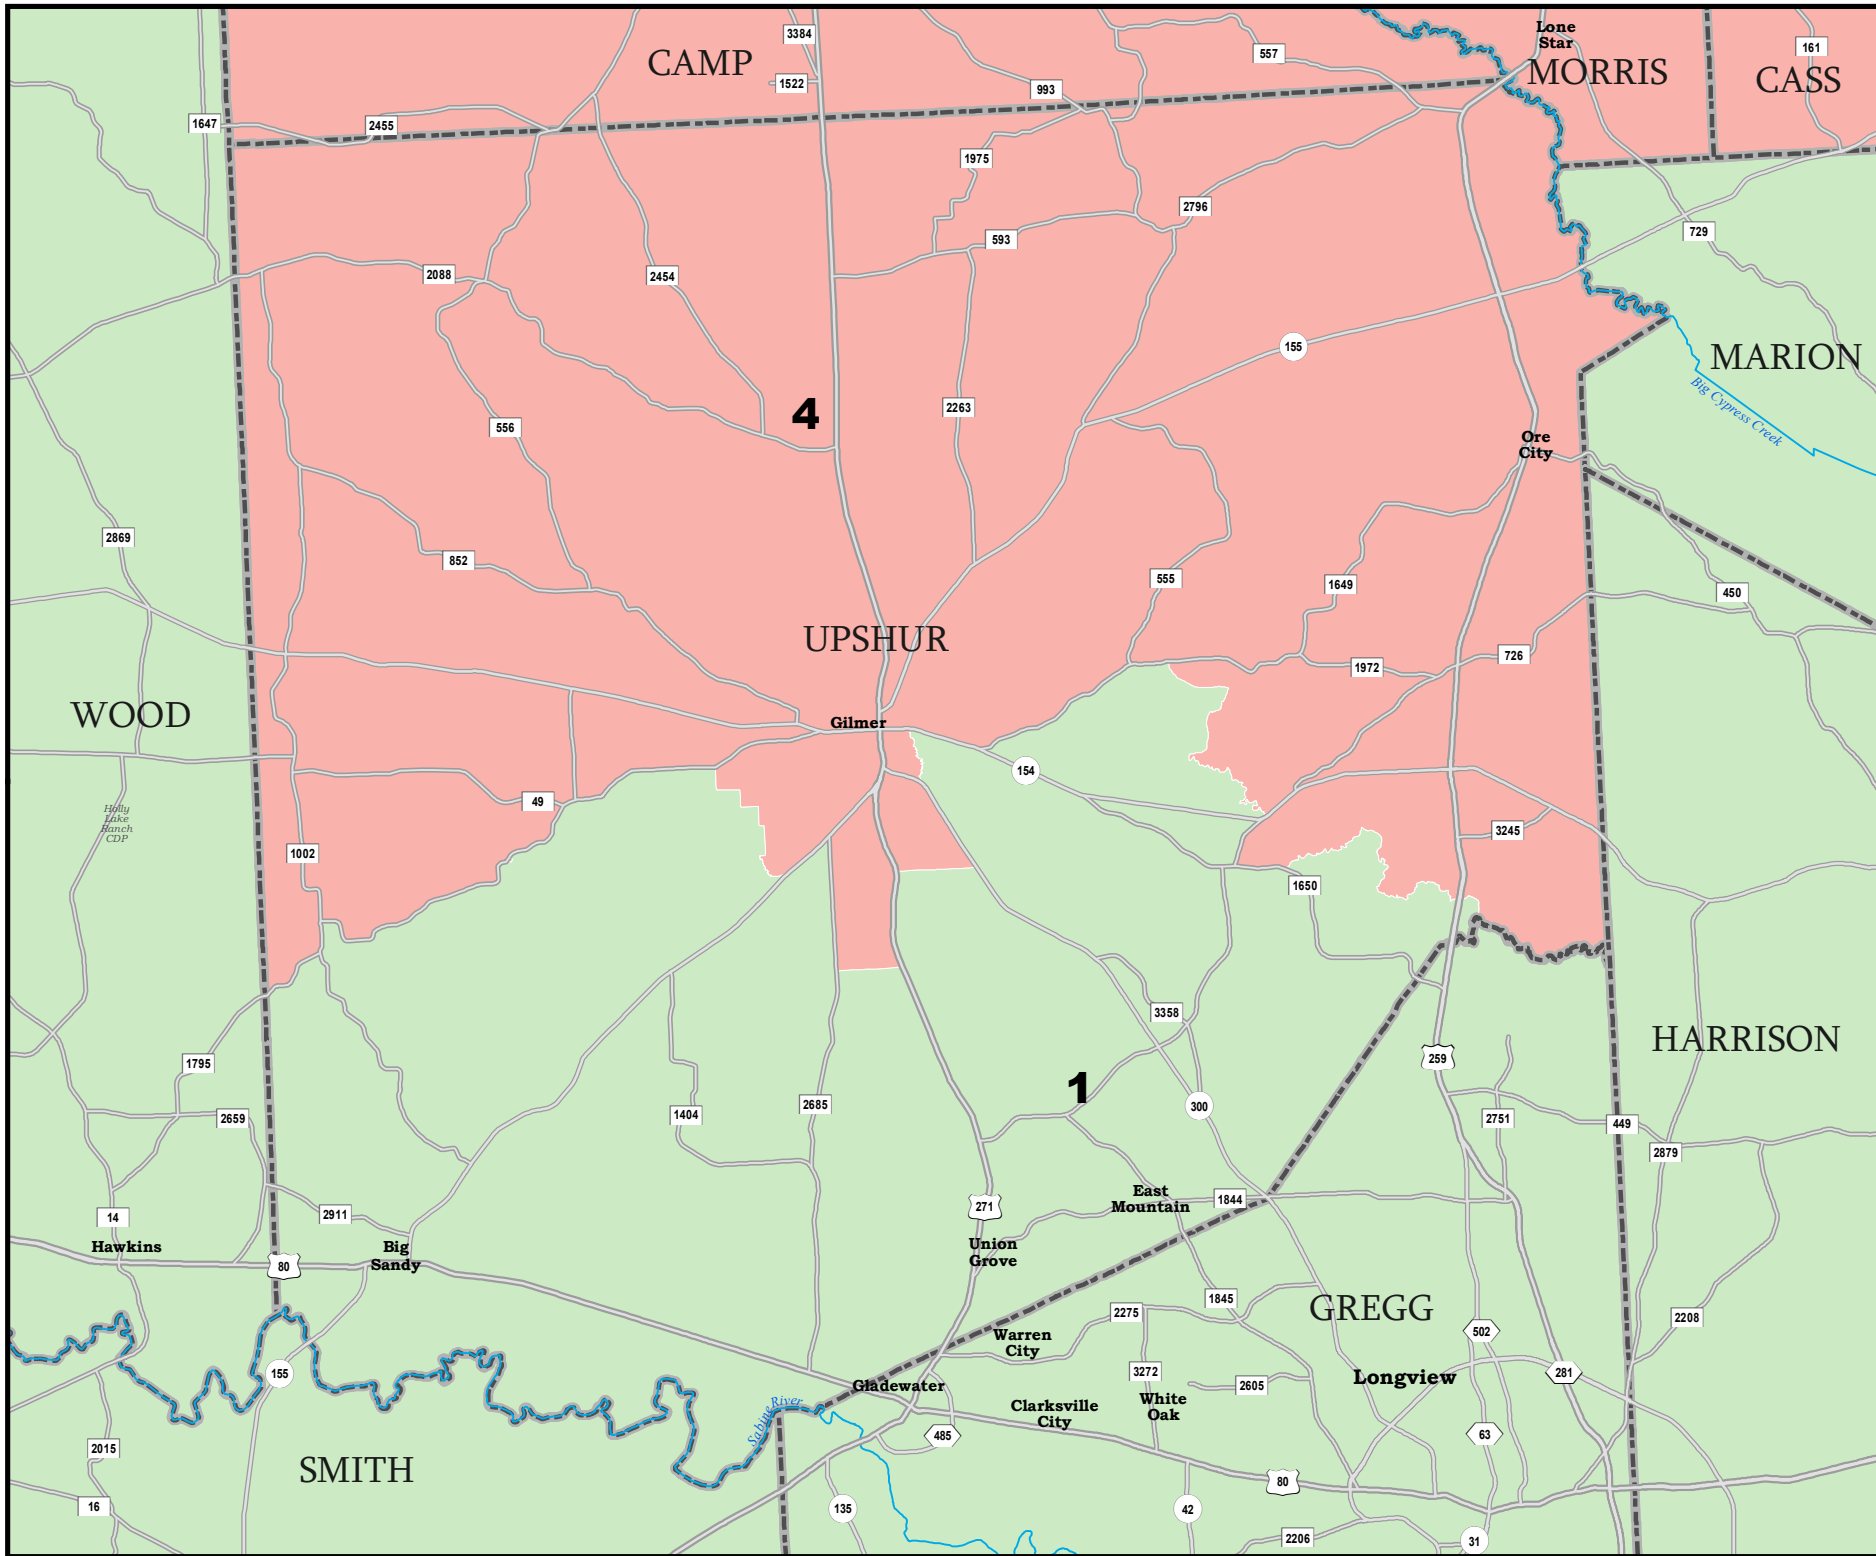 Lone
Star
3384
CAMP
557
161
MORRIS
CASS
1522
993
1647
2455
1975
2796
729
593
2088
2454
155
MARION
Big Cypress Creek
4
2263
556
Ore
City
2869
852
555
1649
450
UPSHUR
726
1972
WOOD
Gilmer
154
49
Holly
Lake
Ranch
CDP
3245
1002
1650
3358
HARRISON
259
1795
1
2685
300
1404
2659
2751
449
2879
East
Mountain
1844
271
14
2911
Hawkins
Big
Sandy
Union
Grove
80
1845
GREGG
2275
2208
502
Warren
City
155
3272
281
Longview
2605
Gladewater
Sabine River
White
Oak
Clarksville
City
485
63
2015
SMITH
80
16
135
42
2206
31